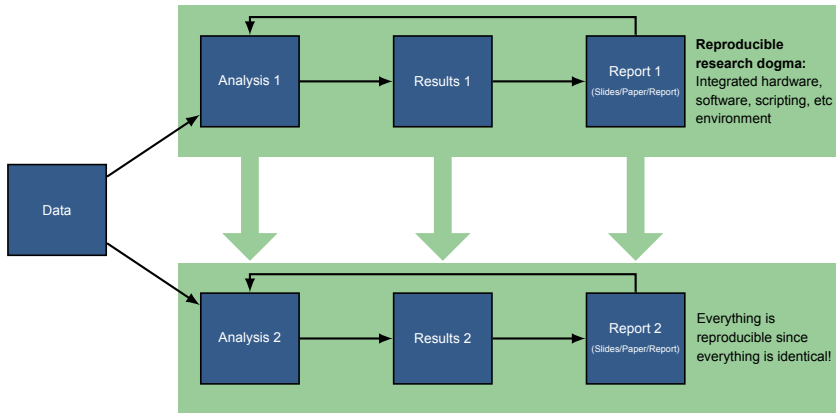 Analysis 1
Results 1
Report 1
(Slides/Paper/Report)
Reproducible
research dogma:
Integrated hardware,
software, scripting, etc
environment
Data
Analysis 2
Results 2
Report 2
(Slides/Paper/Report)
Everything is
reproducible since
everything is identical!